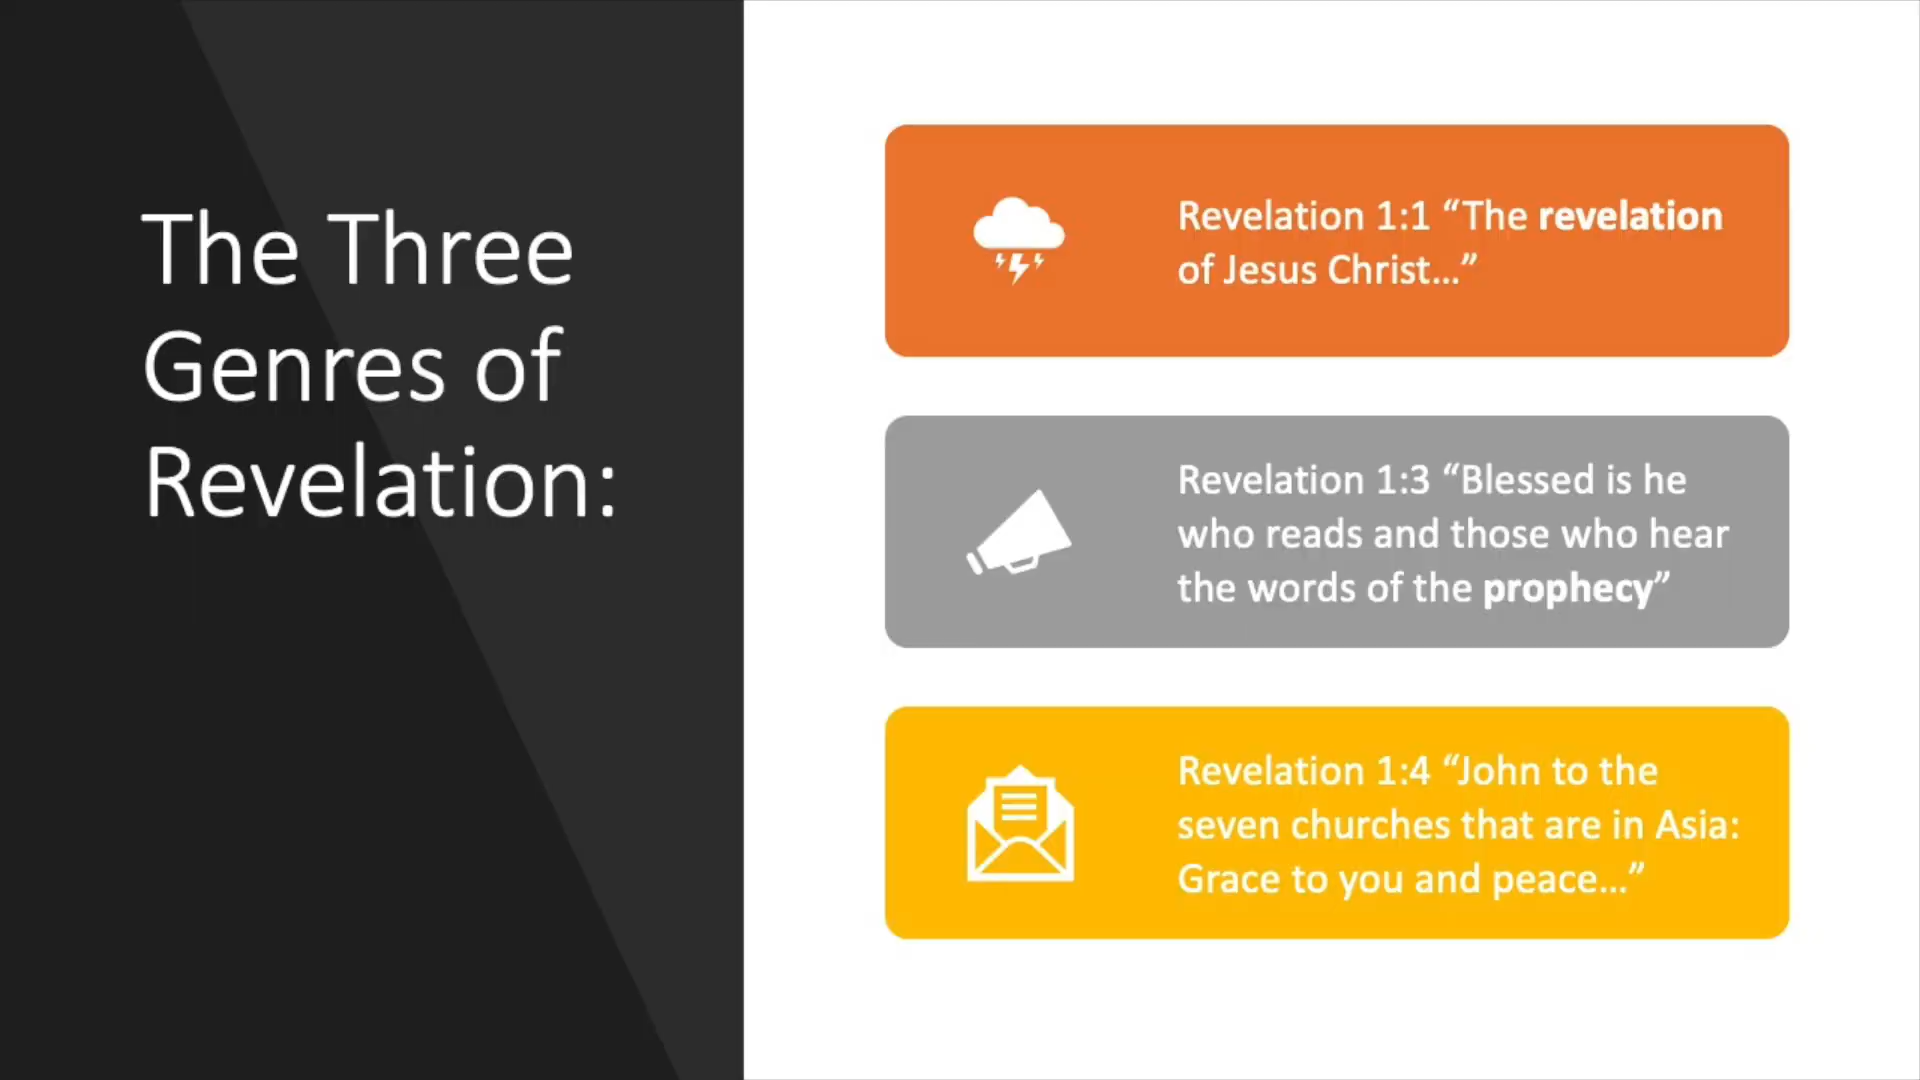 The Three
Genres of
Revelation:
Revelation 1:1 “The revelation
of Jesus Christ…”
Revelation 1:3 “Blessed is he
who reads and those who hear
the words of the prophecy”
Revelation 1:4 “John to the
seven churches that are in Asia:
Grace to you and peace…”